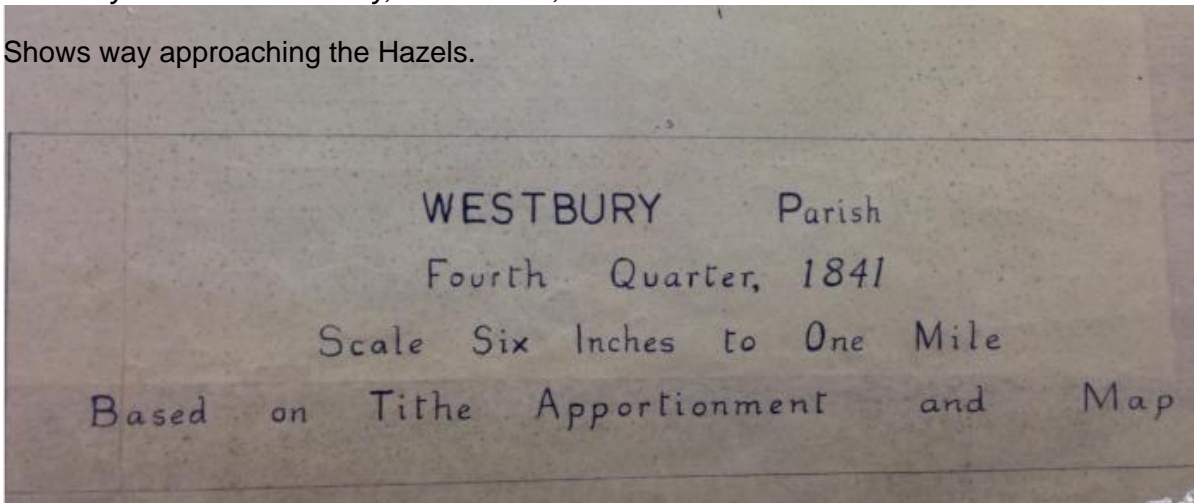 Shows way approaching the Hazels.
WESTBURY Parish
Fourth Quarter, 1841
Scale Six Inches to One Mile
Based on Tithe Apportionment and Map